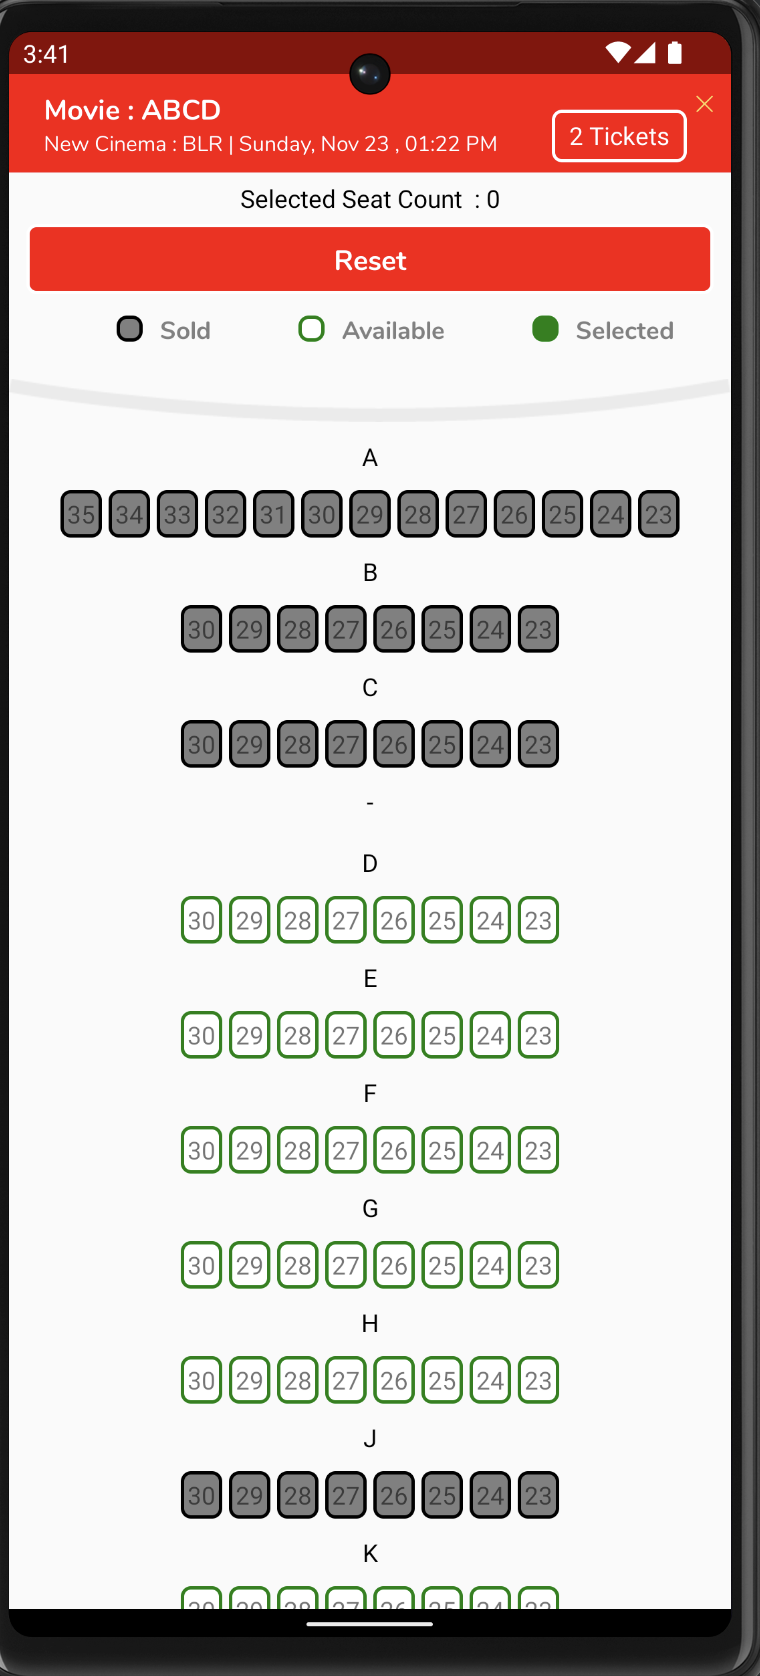 3:41
Movie : ABCD
New Cinema : BLR | Sunday, Nov 23 , 01:22 PM
2 Tickets
Selected Seat Count : 0
Reset
Sold Available Selected
A
35 34 33 32 31 30 29 28 27 26 25 24 23
B
30 29 28 27 26 25 24 23
C
30 29 28 27 26 25 24 23
-
D
30 29 28 27 26 25 24 23
E
30 29 28 27 26 25 24 23
F
30 29 28 27 26 25 24 23
G
30 29 28 27 26 25 24 23
H
30 29 28 27 26 25 24 23
J
30 29 28 27 26 25 24 23
K